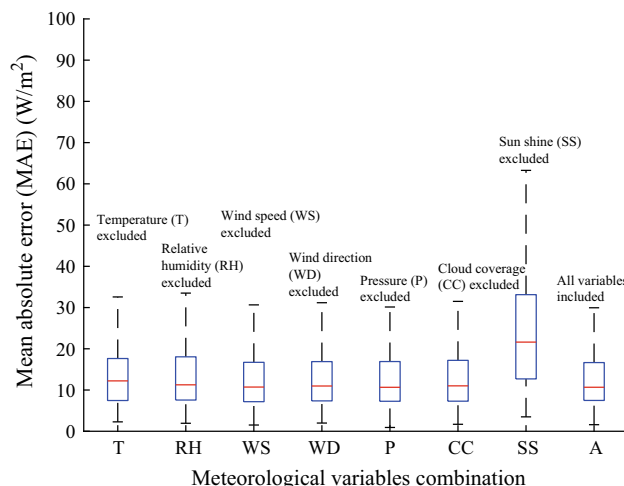 Mean absolute error (MAE) (W/m²)
100
90
80
70
60
50
40
30
20
10
0
Temperature (T)
excluded
Relative
humidity (RH)
excluded
Wind speed (WS)
excluded
Wind direction
(WD)
excluded
Pressure (P)
excluded
Cloud coverage
(CC) excluded
Sun shine (SS)
excluded
All variables
included
T RH WS WD P CC SS A
Meteorological variables combination